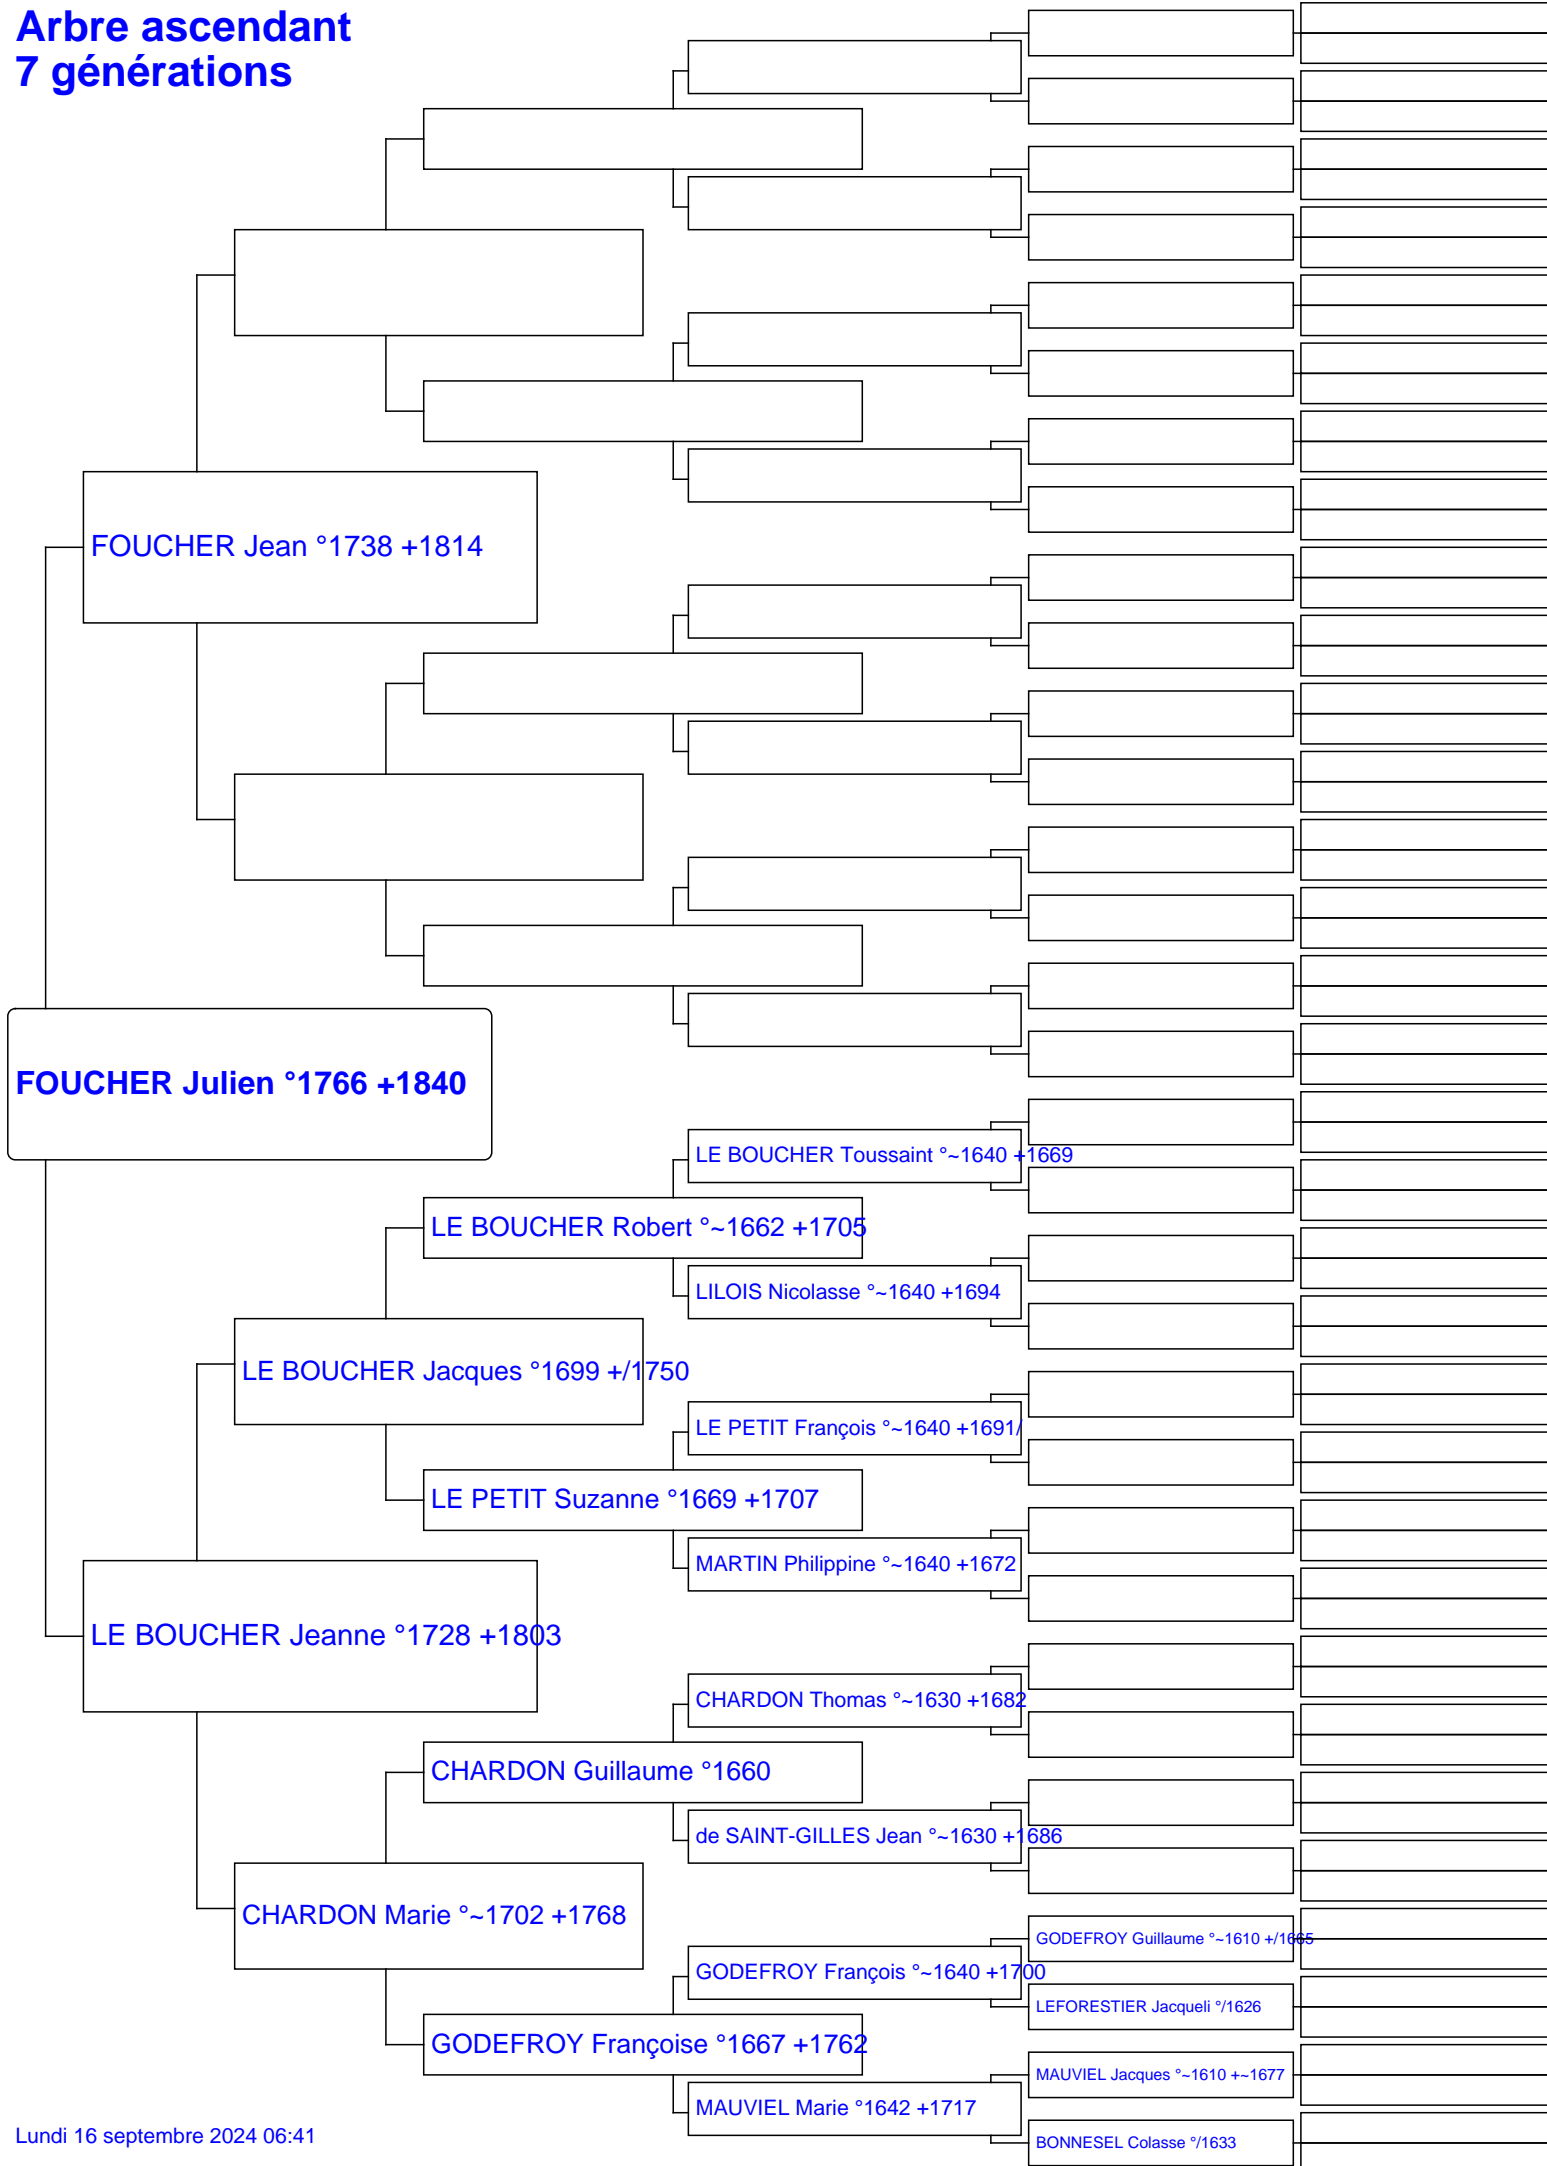 Arbre ascendant
7 générations
FOUCHER Jean °1738 +1814
FOUCHER Julien °1766 +1840
LE BOUCHER Toussaint °~1640 +1669
LE BOUCHER Robert °~1662 +1705
LILOIS Nicolasse °~1640 +1694
LE BOUCHER Jacques °1699 +/1750
LE PETIT François °~1640 +1691/
LE PETIT Suzanne °1669 +1707
MARTIN Philippine °~1640 +1672
LE BOUCHER Jeanne °1728 +1803
CHARDON Thomas °~1630 +1682
CHARDON Guillaume °1660
de SAINT-GILLES Jean °~1630 +1686
CHARDON Marie °~1702 +1768
GODEFROY Guillaume °~1610 +/1665
GODEFROY François °~1640 +1700
LEFORESTIER Jacqueli °/1626
GODEFROY Françoise °1667 +1762
MAUVIEL Jacques °~1610 +~1677
MAUVIEL Marie °1642 +1717
BONNESEL Colasse °/1633
Lundi 16 septembre 2024 06:41